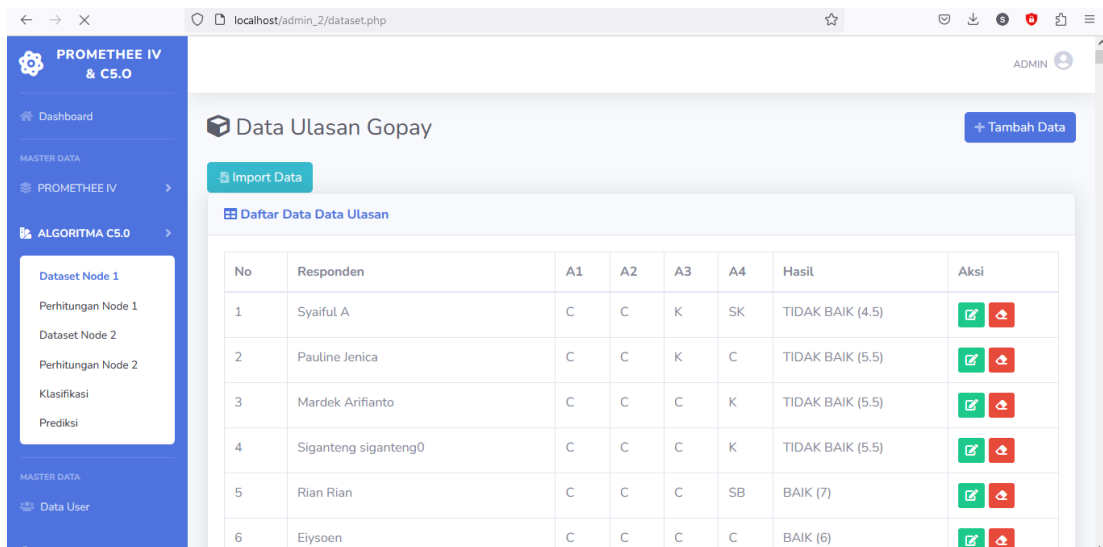 localhost/admin_2/dataset.php
S
PROMETHEE IV
& C5.O
ADMIN
Dashboard
MASTER DATA
PROMETHEE IV
ALGORITMA C5.0
Dataset Node 1
Perhitungan Node 1
Dataset Node 2
Perhitungan Node 2
Klasifikasi
Prediksi
MASTER DATA
Data User
Data Ulasan Gopay
+ Tambah Data
Import Data
Daftar Data Data Ulasan
No Responden A1 A2 A3 A4 Hasil Aksi
1 Syaiful A C C K SK TIDAK BAIK (4.5)
2 Pauline Jenica C C K C TIDAK BAIK (5.5)
3 Mardek Arifianto C C C K TIDAK BAIK (5.5)
4 Siganteng siganteng0 C C C K TIDAK BAIK (5.5)
5 Rian Rian C C C SB BAIK (7)
6 Eiysoen C C C C BAIK (6)